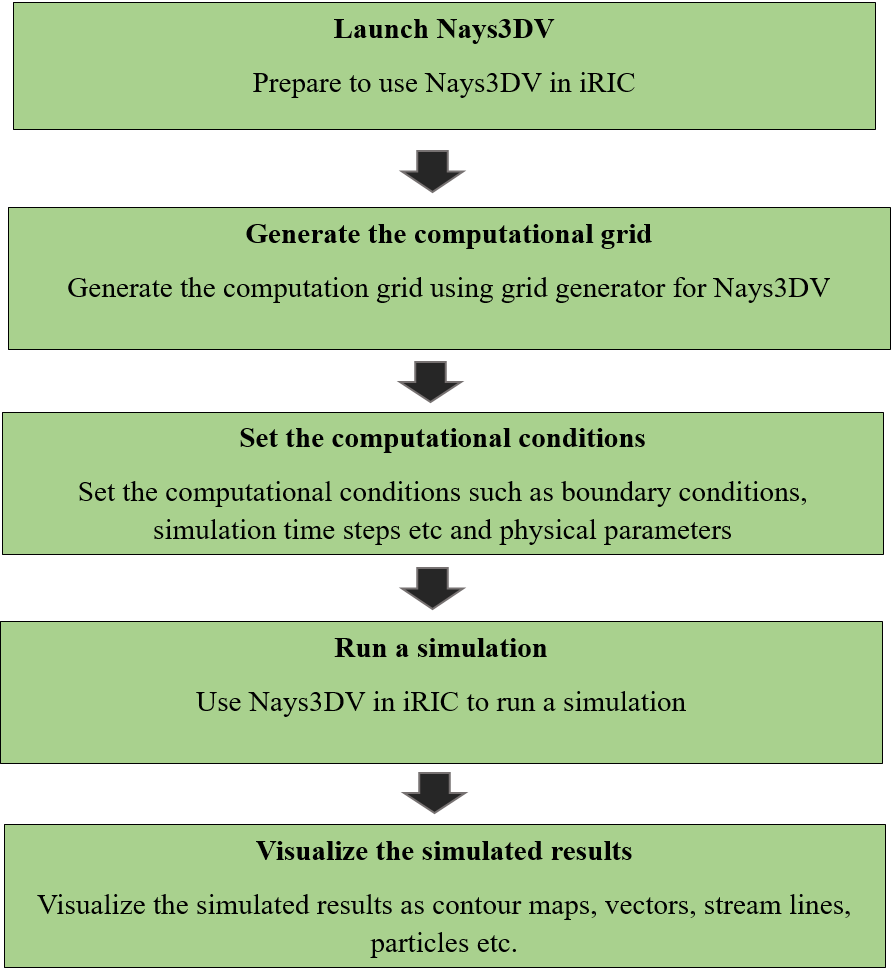 Launch Nays3DV
Prepare to use Nays3DV in iRIC
Generate the computational grid
Generate the computation grid using grid generator for Nays3DV
Set the computational conditions
Set the computational conditions such as boundary conditions,
simulation time steps etc and physical parameters
Run a simulation
Use Nays3DV in iRIC to run a simulation
Visualize the simulated results
Visualize the simulated results as contour maps, vectors, stream lines,
particles etc.